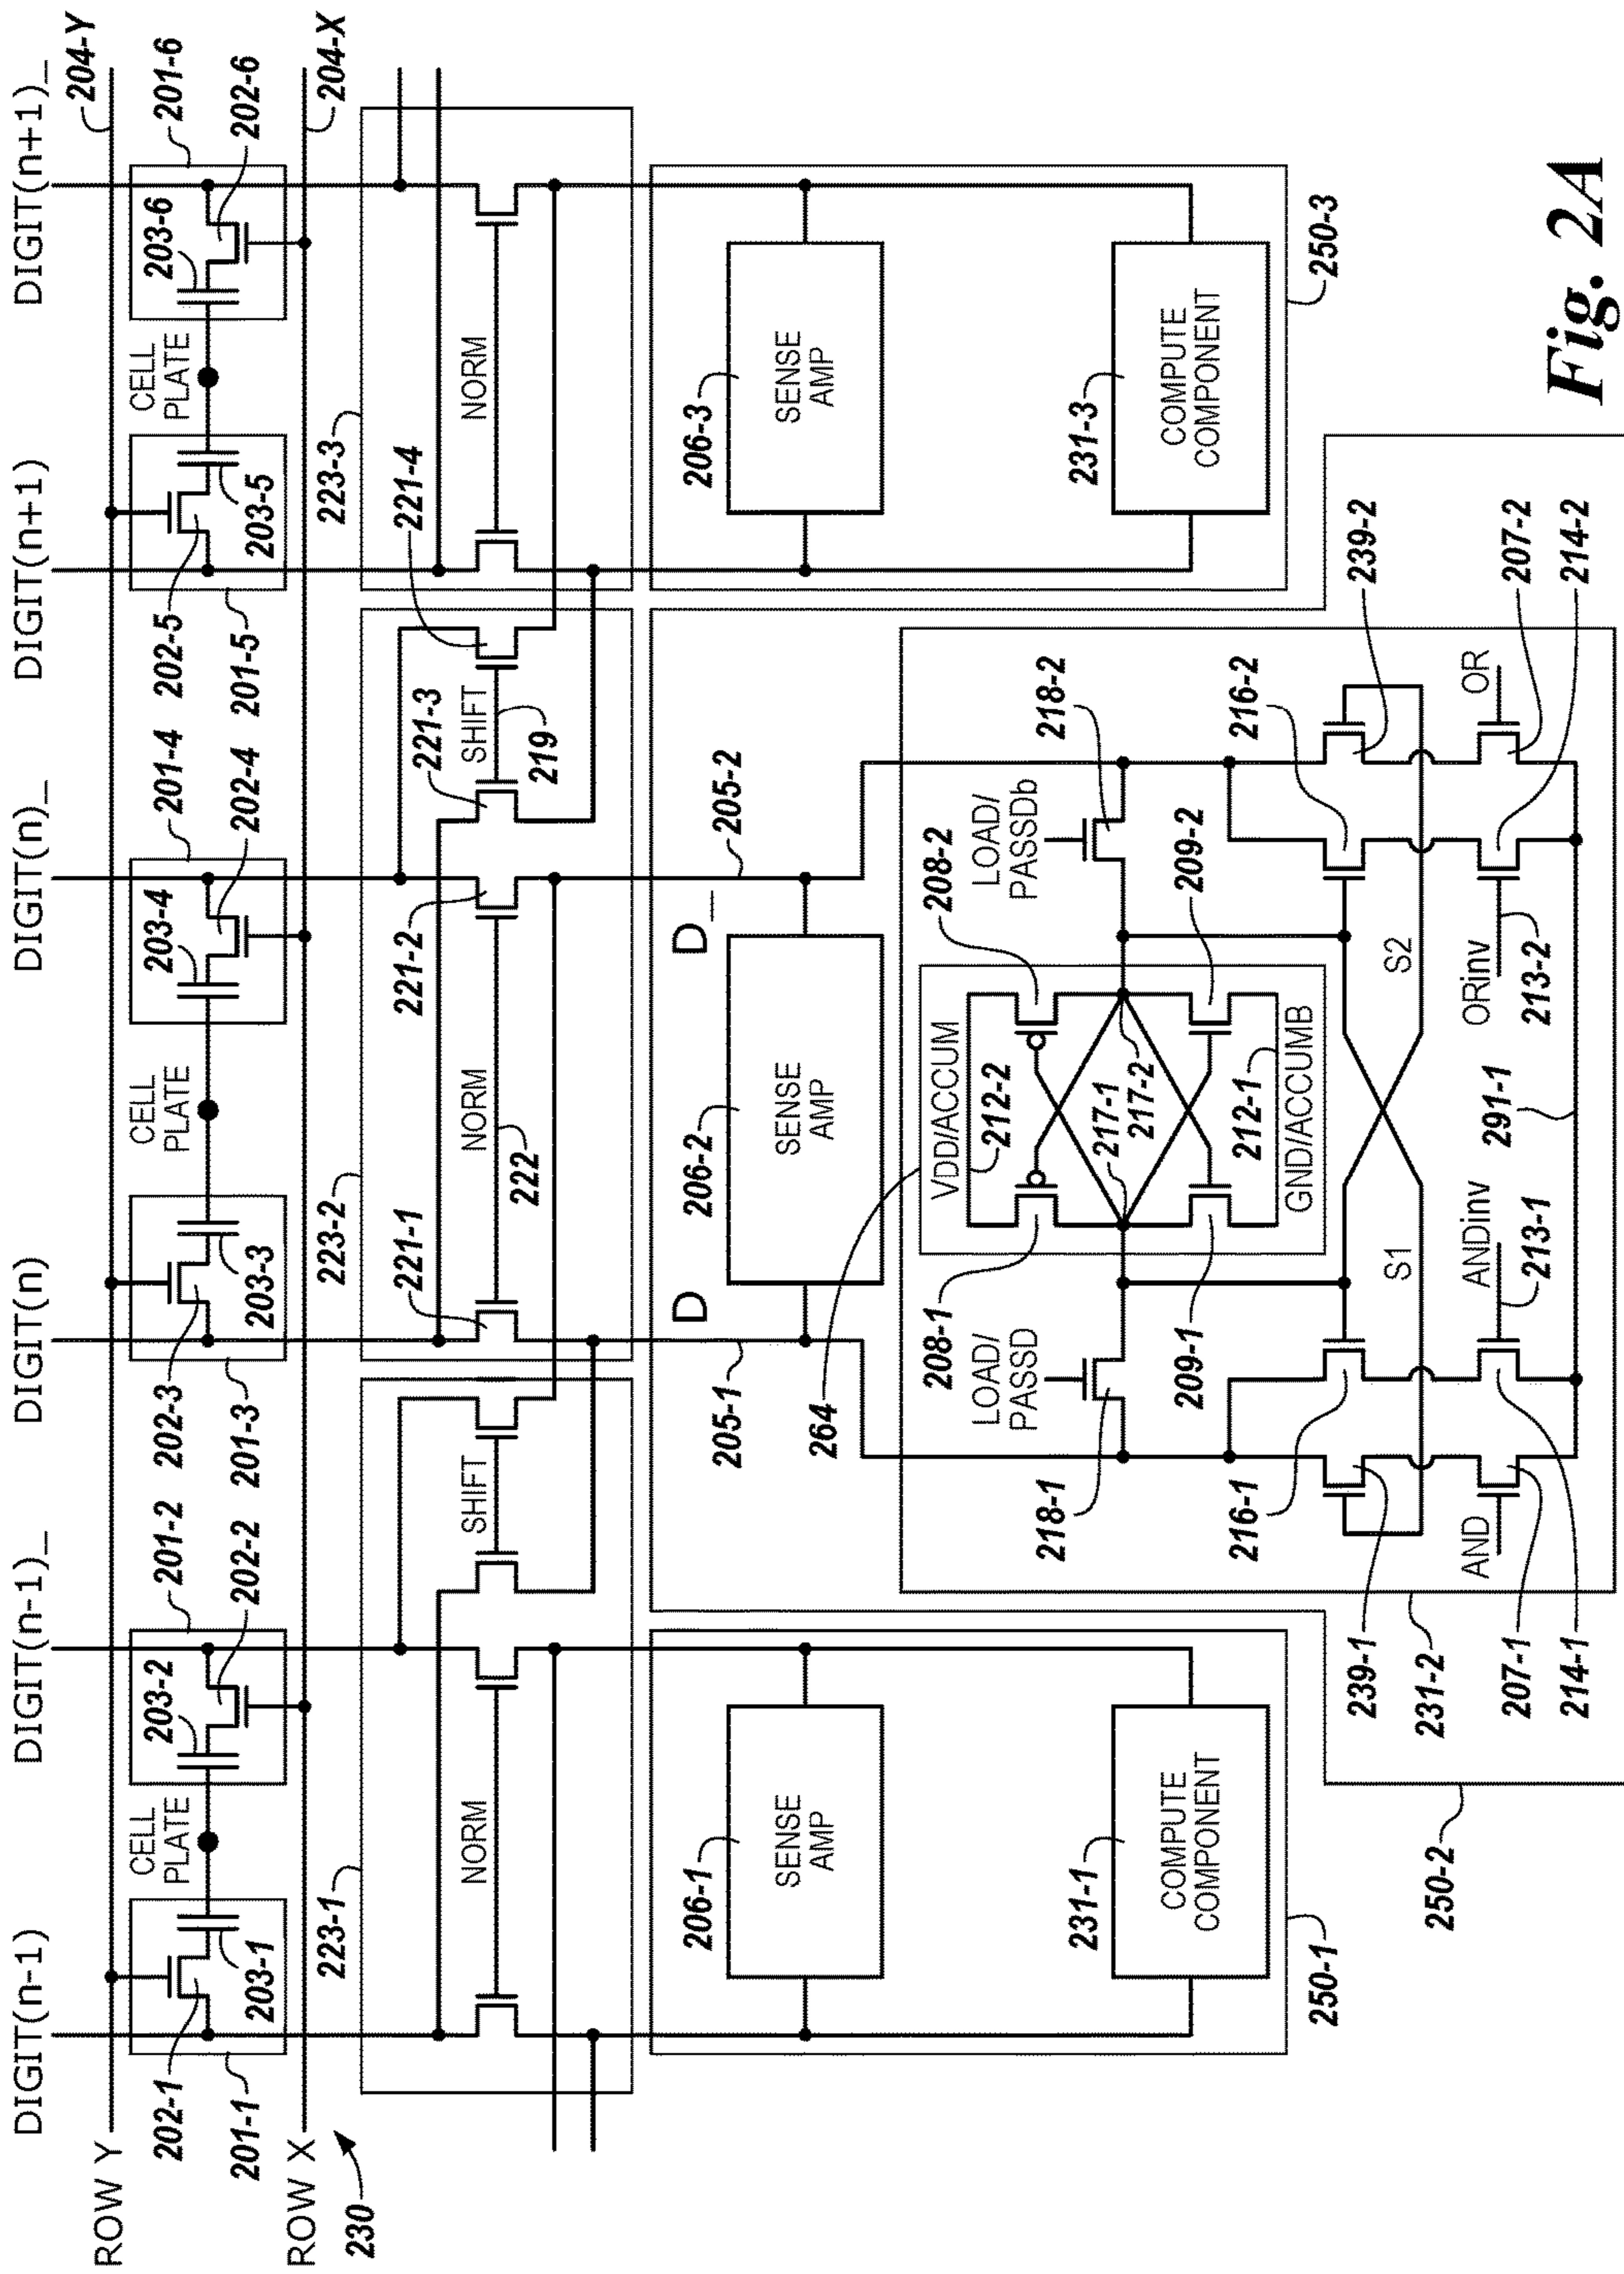 DIGIT(n-1)
DIGIT(n-1)_
DIGIT(n)
DIGIT(n)_
DIGIT(n+1)
DIGIT(n+1)_
ROW Y
204-Y
202-1
203-1
201-1
CELL
PLATE
203-2
201-2
202-2
202-3
203-3
201-3
CELL
PLATE
203-4
201-4
202-4
202-5
203-5
201-5
CELL
PLATE
203-6
201-6
202-6
ROW X
204-X
230
223-1
NORM
SHIFT
223-2
221-1
NORM
222
221-2
221-3
SHIFT
219
221-4
223-3
NORM
206-1
SENSE
AMP
231-1
COMPUTE
COMPONENT
250-1
205-1
D
206-2
SENSE
AMP
D_
205-2
206-3
SENSE
AMP
231-3
COMPUTE
COMPONENT
250-3
264
VDD/ACCUM
212-2
208-1
208-2
LOAD/
PASSD
218-1
LOAD/
PASSDb
218-2
217-1
217-2
209-1
209-2
212-1
GND/ACCUMB
216-1
216-2
239-1
239-2
S1
S2
231-2
AND
207-1
ANDinv
213-1
214-1
291-1
ORinv
213-2
OR
207-2
214-2
250-2
Fig. 2A